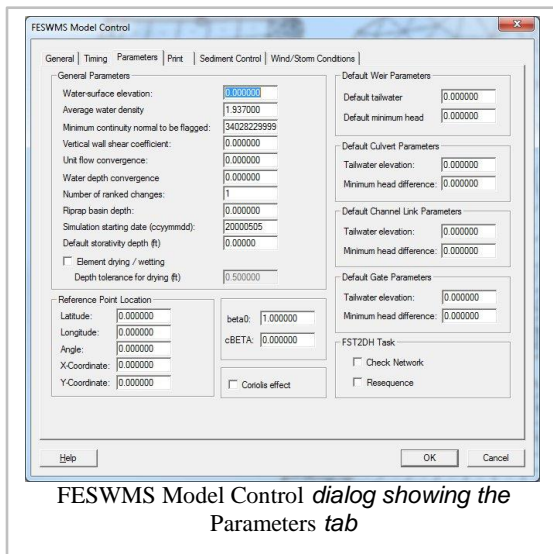 FESWMS Model Control
General Timing Parameters Print Sediment Control Wind/Storm Conditions
General Parameters
Water-surface elevation: 0.000000
Average water density 1.937000
Minimum continuity normal to be flagged: 34028229999
Vertical wall shear coefficient: 0.000000
Unit flow convergence: 0.000000
Water depth convergence 0.000000
Number of ranked changes: 1
Riprap basin depth: 0.000000
Simulation starting date (ccyymmdd): 20000505
Default storativity depth (ft) 0.00000
Element drying / wetting
Depth tolerance for drying (ft) 0.500000
Reference Point Location
Latitude: 0.000000
Longitude: 0.000000
Angle: 0.000000
X-Coordinate: 0.000000
Y-Coordinate: 0.000000
beta0: 1.000000
cBETA: 0.000000
Coriolis effect
Default Weir Parameters
Default tailwater 0.000000
Default minimum head 0.000000
Default Culvert Parameters
Tailwater elevation: 0.000000
Minimum head difference: 0.000000
Default Channel Link Parameters
Tailwater elevation: 0.000000
Minimum head difference: 0.000000
Default Gate Parameters
Tailwater elevation: 0.000000
Minimum head difference: 0.000000
FST2DH Task
Check Network
Resequence
Help OK Cancel
FESWMS Model Control dialog showing the
Parameters tab